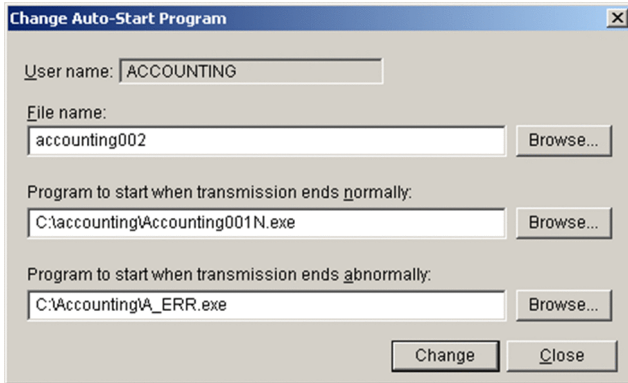 Change Auto-Start Program
User name: ACCOUNTING
File name:
accounting002 Browse...
Program to start when transmission ends normally:
C:\accounting\Accounting001N.exe Browse...
Program to start when transmission ends abnormally:
C:\Accounting\A_ERR.exe Browse...
Change Close